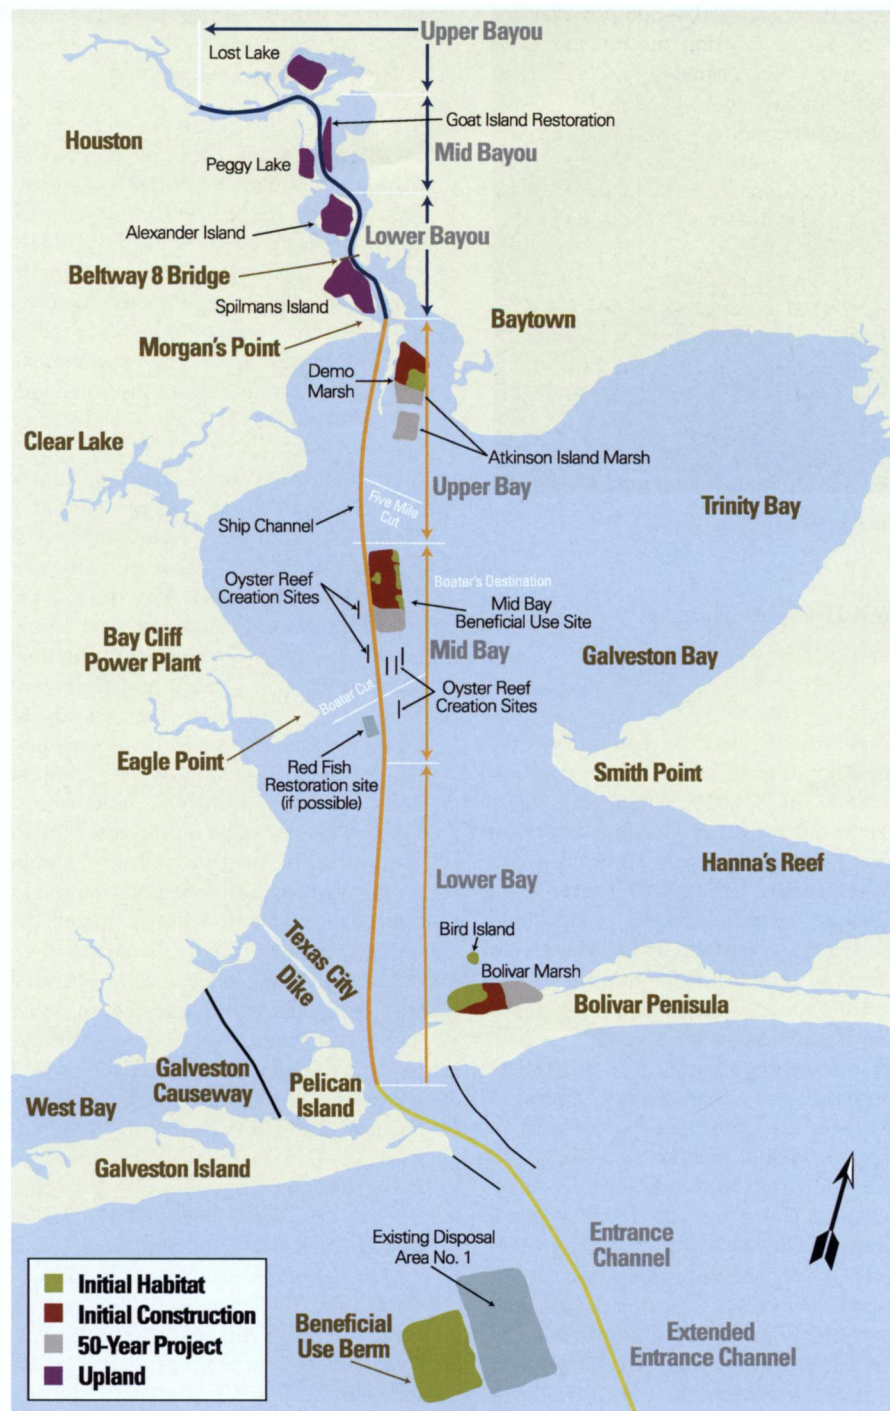 Upper Bayou
Lost Lake
Goat Island Restoration
Houston
Mid Bayou
Peggy Lake
Alexander Island
Lower Bayou
Beltway 8 Bridge
Spilmans Island
Baytown
Morgan's Point
Demo
Marsh
Clear Lake
Atkinson Island Marsh
Upper Bay
Five Mile
Cut
Trinity Bay
Ship Channel
Oyster Reef
Creation Sites
Boater's Destination
Mid Bay
Beneficial Use Site
Bay Cliff
Power Plant
Mid Bay
Galveston Bay
Boater Cut
Oyster Reef
Creation Sites
Eagle Point
Red Fish
Restoration site
(if possible)
Smith Point
Hanna's Reef
Lower Bay
Bird Island
Texas City
Dike
Bolivar Marsh
Bolivar Penisula
Galveston
Causeway
Pelican
Island
West Bay
Galveston Island
Existing Disposal
Area No. 1
Entrance
Channel
Beneficial
Use Berm
Extended
Entrance Channel
Initial Habitat
Initial Construction
50-Year Project
Upland